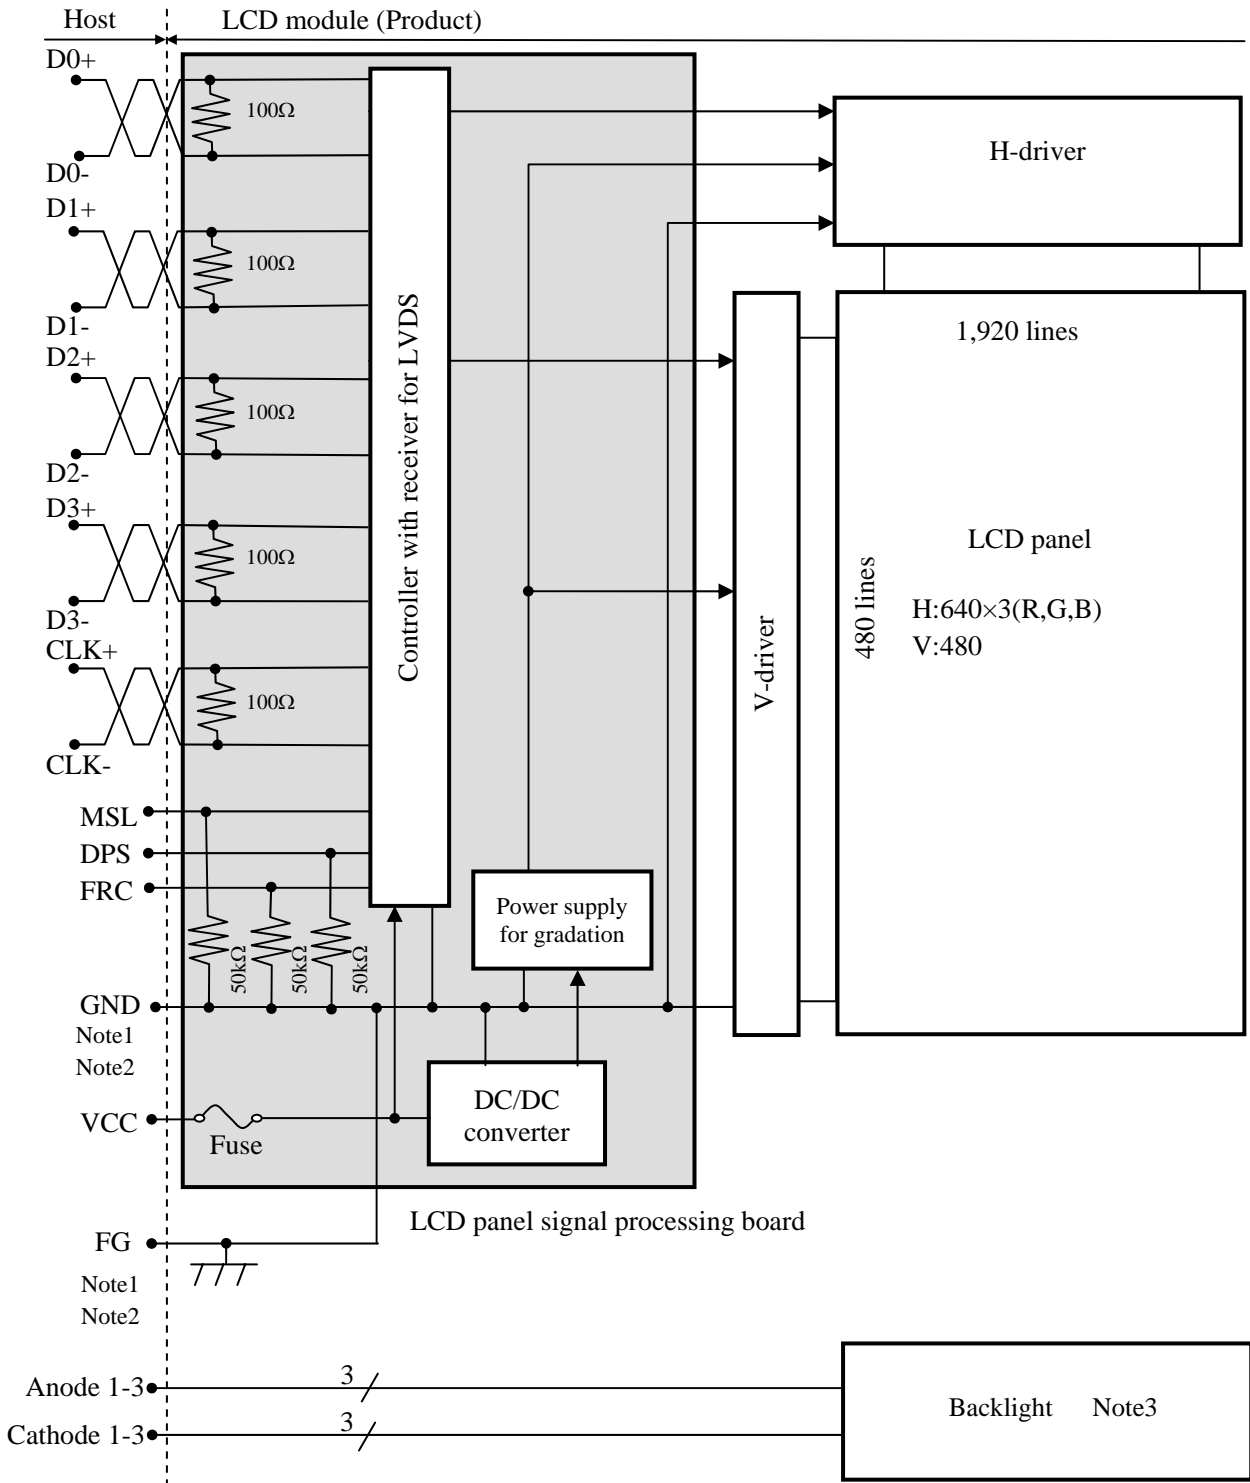 Host
LCD module (Product)
D0+
100Ω
D0-
D1+
100Ω
D1-
D2+
100Ω
D2-
D3+
100Ω
D3-
CLK+
100Ω
CLK-
MSL
DPS
FRC
50kΩ
50kΩ
50kΩ
GND
Note1
Note2
VCC
Fuse
Controller with receiver for LVDS
Power supply
for gradation
DC/DC
converter
LCD panel signal processing board
H-driver
V-driver
1,920 lines
480 lines
LCD panel
H:640×3(R,G,B)
V:480
FG
Note1
Note2
Anode 1-3
3
Cathode 1-3
3
Backlight Note3